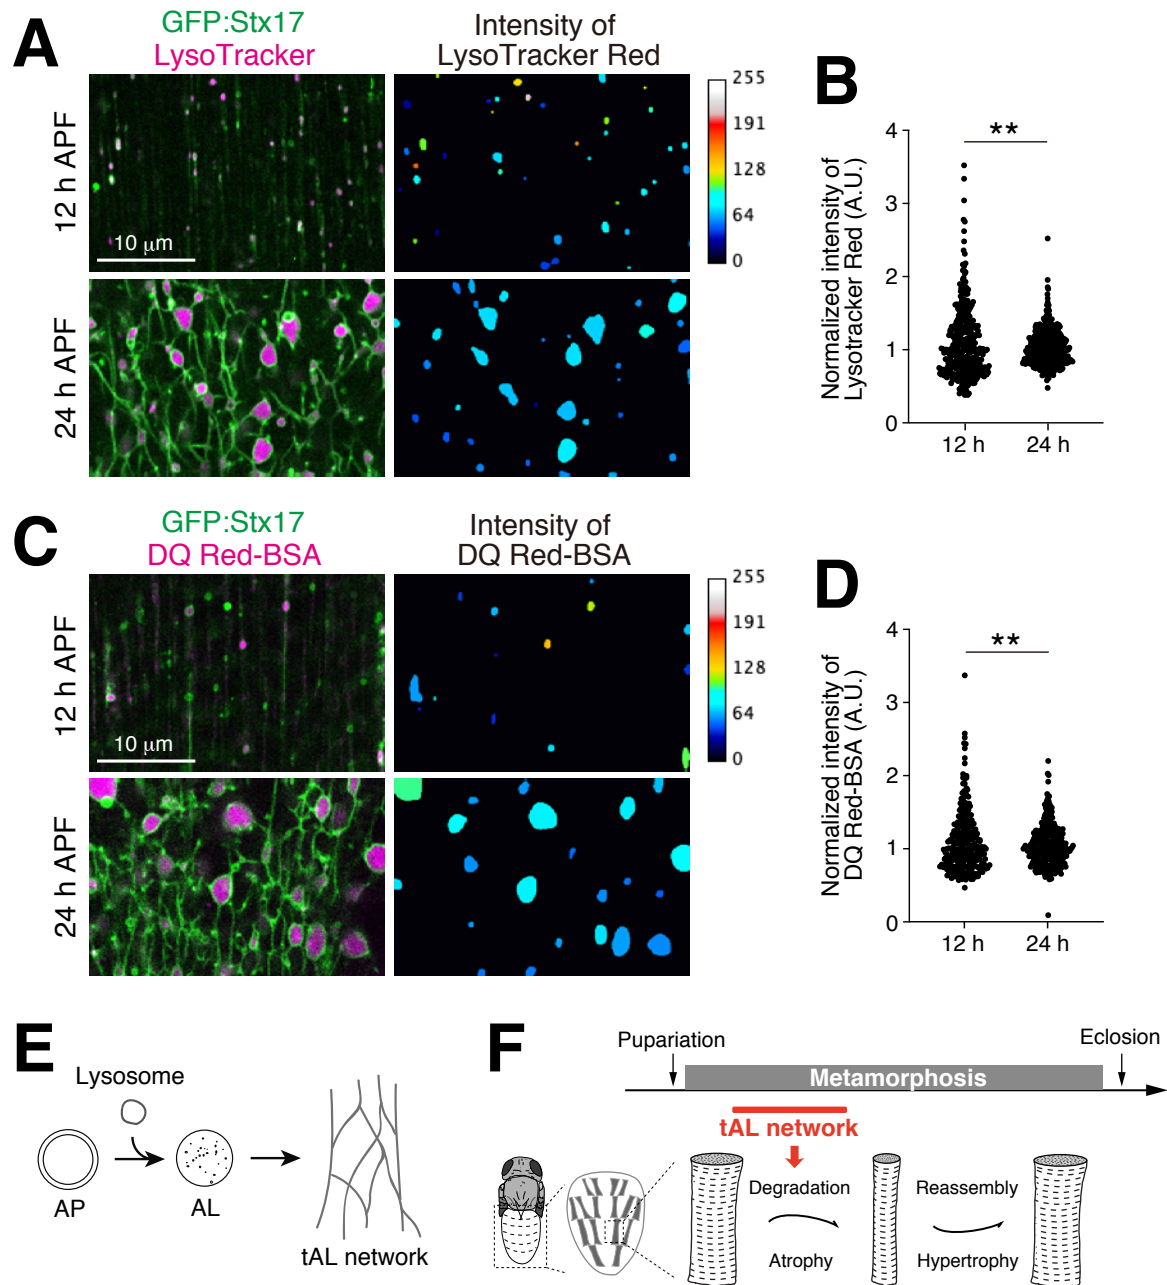 A
GFP:Stx17
LysoTracker
Intensity of
LysoTracker Red
12 h APF
10 μm
24 h APF
255
191
128
64
0
B
Normalized intensity of
Lysotracker Red (A.U.)
4
3
2
1
0
**
12 h
24 h
C
GFP:Stx17
DQ Red-BSA
Intensity of
DQ Red-BSA
12 h APF
10 μm
24 h APF
255
191
128
64
0
D
Normalized intensity of
DQ Red-BSA (A.U.)
4
3
2
1
0
**
12 h
24 h
E
Lysosome
AP
AL
tAL network
F
Pupariation
Eclosion
Metamorphosis
tAL network
Degradation
Reassembly
Atrophy
Hypertrophy